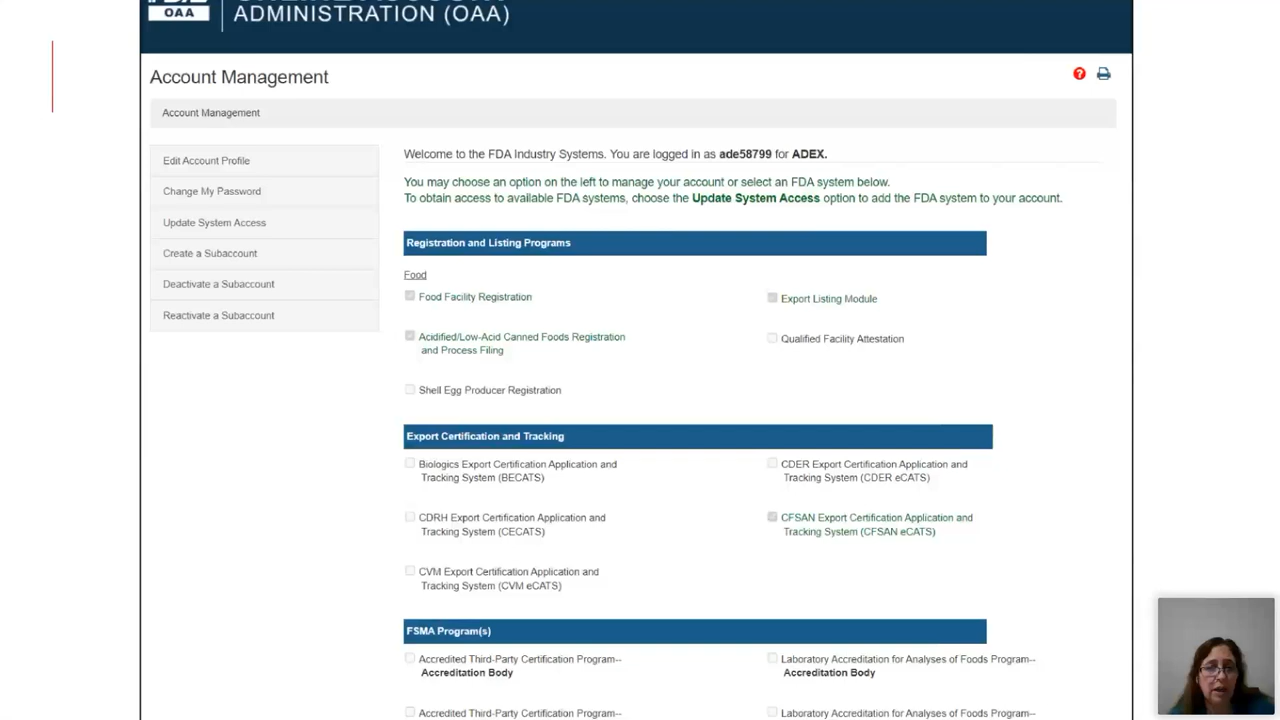 OAA
ADMINISTRATION (OAA)
Account Management
?
Account Management
Edit Account Profile
Change My Password
Update System Access
Create a Subaccount
Deactivate a Subaccount
Reactivate a Subaccount
Welcome to the FDA Industry Systems. You are logged in as ade58799 for ADEX.
You may choose an option on the left to manage your account or select an FDA system below.
To obtain access to available FDA systems, choose the Update System Access option to add the FDA system to your account.
Registration and Listing Programs
Food
Food Facility Registration
Export Listing Module
Acidified/Low-Acid Canned Foods Registration
and Process Filing
Qualified Facility Attestation
Shell Egg Producer Registration
Export Certification and Tracking
Biologics Export Certification Application and
Tracking System (BECATS)
CDER Export Certification Application and
Tracking System (CDER eCATS)
CDRH Export Certification Application and
Tracking System (CECATS)
CFSAN Export Certification Application and
Tracking System (CFSAN eCATS)
CVM Export Certification Application and
Tracking System (CVM eCATS)
FSMA Program(s)
Accredited Third-Party Certification Program--
Accreditation Body
Laboratory Accreditation for Analyses of Foods Program--
Accreditation Body
Accredited Third-Party Certification Program--
Laboratory Accreditation for Analyses of Foods Program--